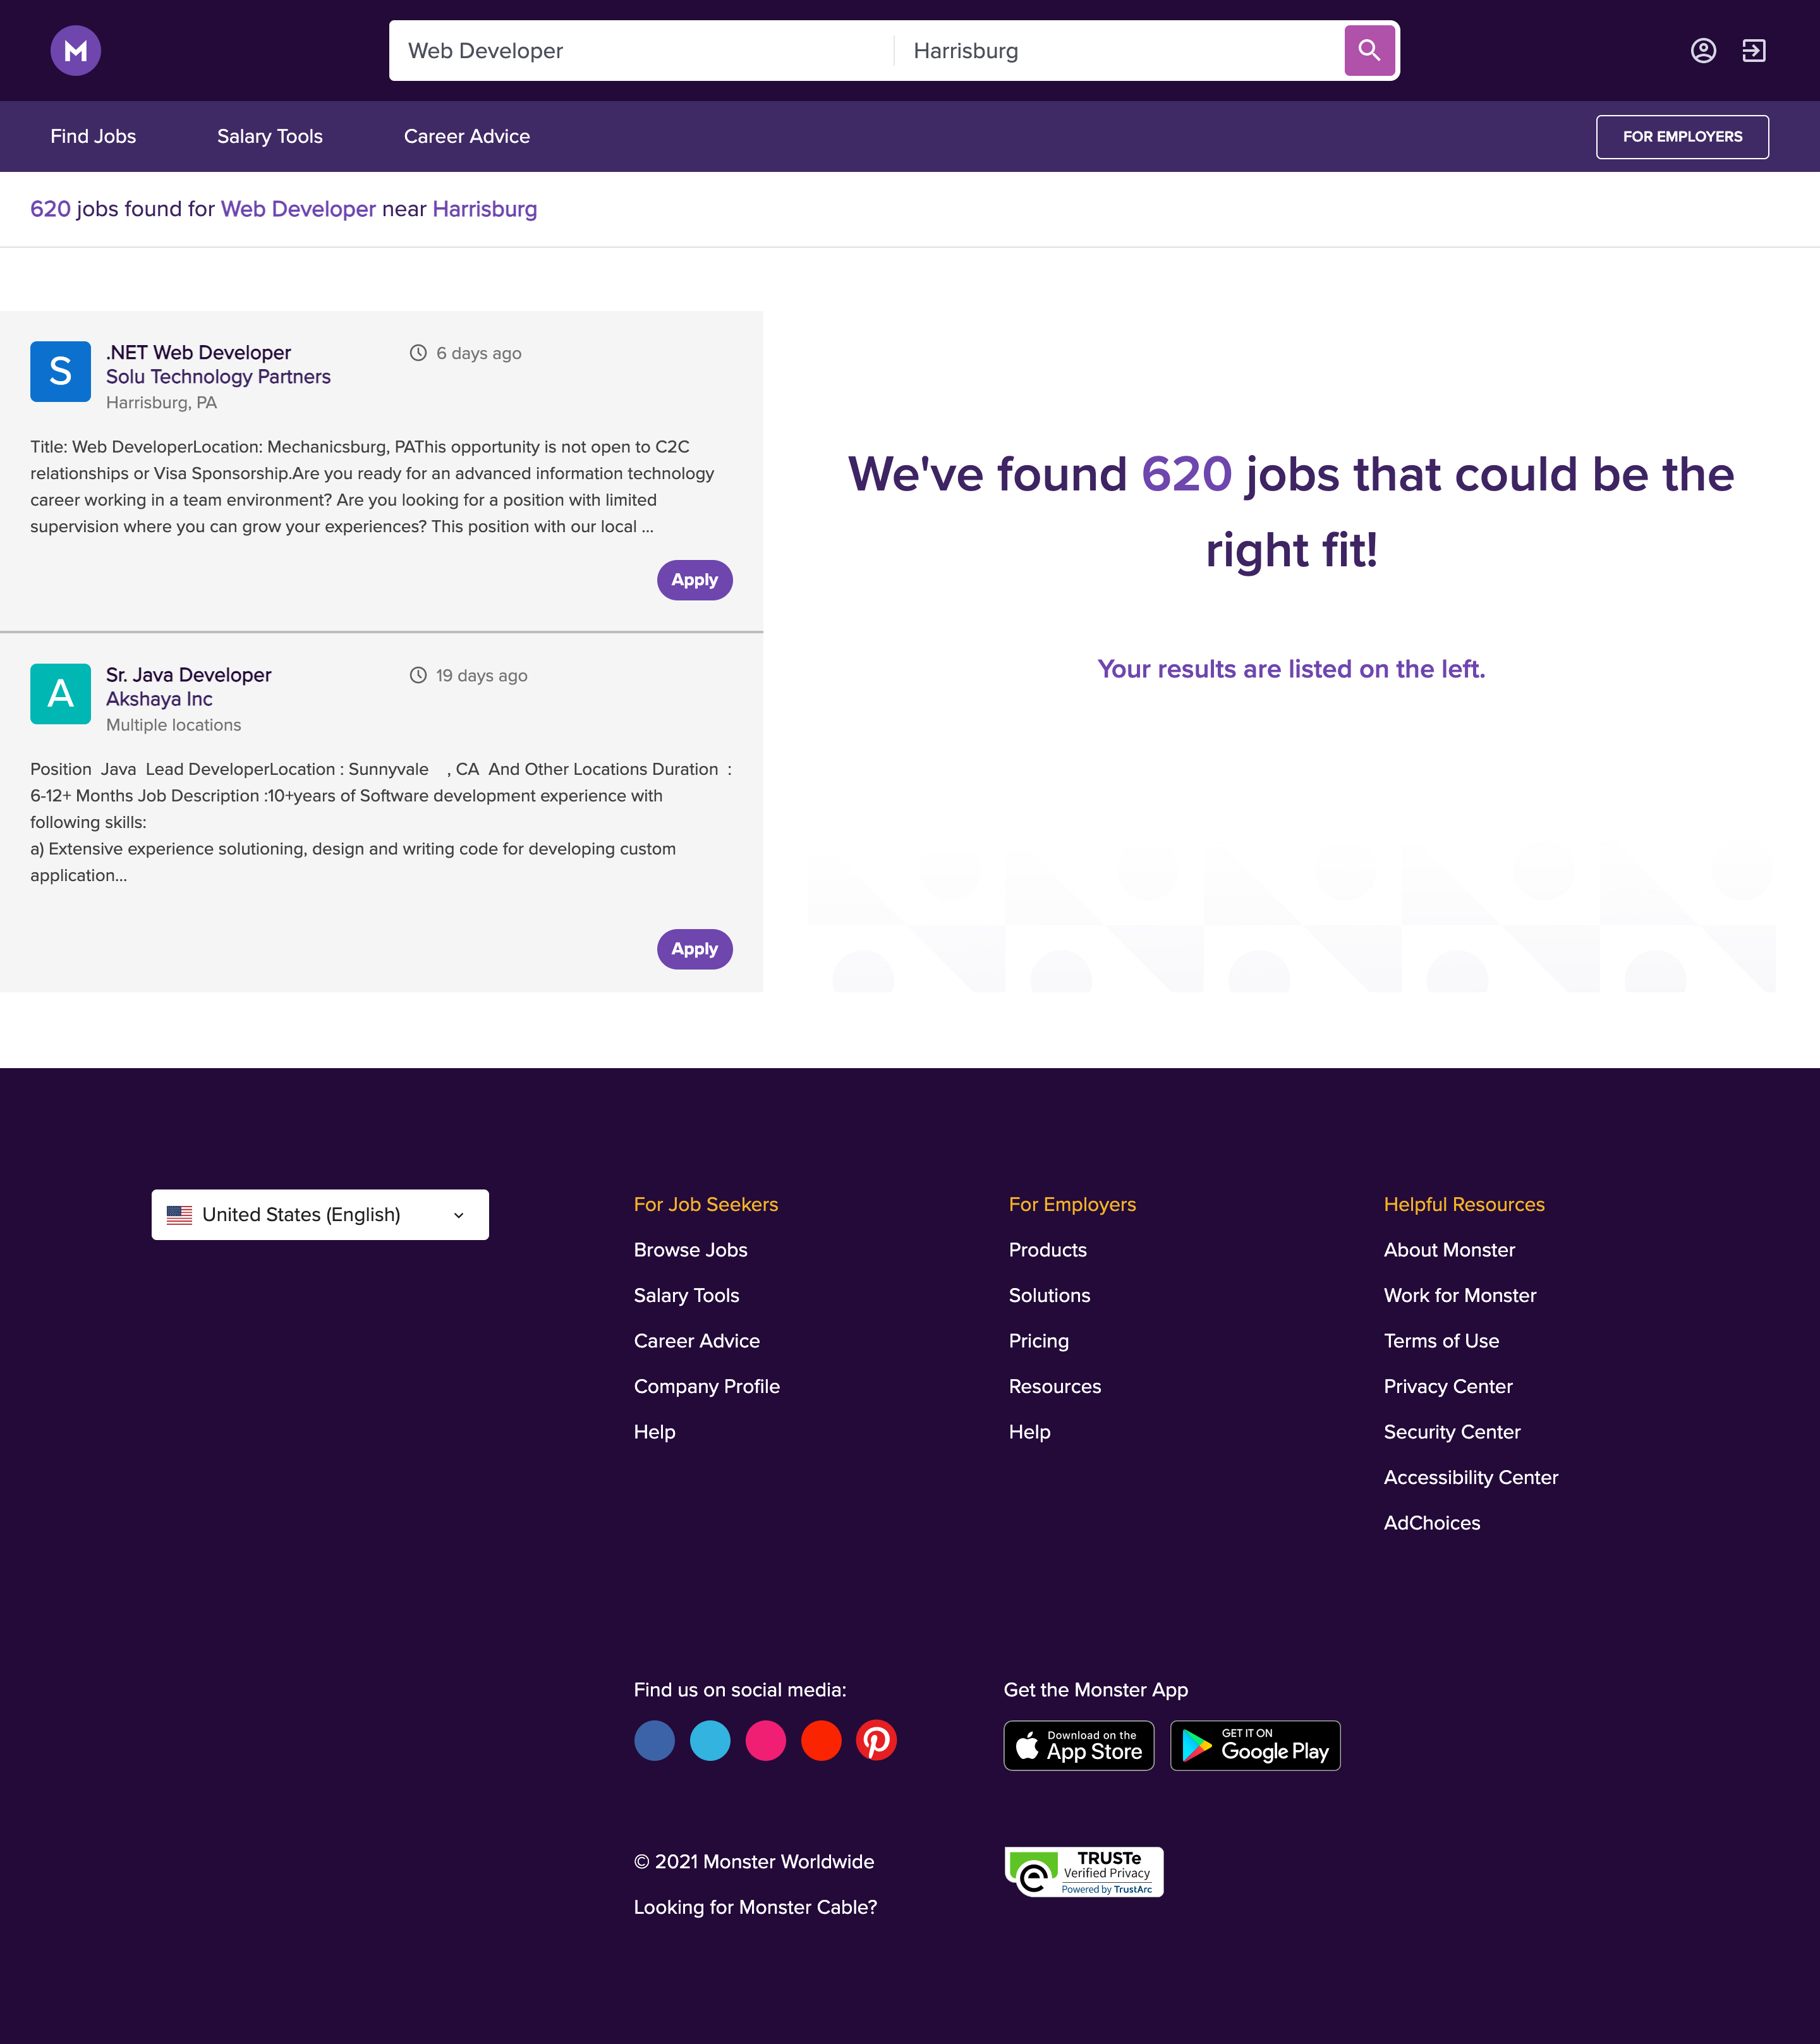 M
Web Developer
Harrisburg
Find Jobs
Salary Tools
Career Advice
FOR EMPLOYERS
620 jobs found for Web Developer near Harrisburg
S
.NET Web Developer
Solu Technology Partners
Harrisburg, PA
6 days ago
Title: Web DeveloperLocation: Mechanicsburg, PAThis opportunity is not open to C2C
relationships or Visa Sponsorship.Are you ready for an advanced information technology
career working in a team environment? Are you looking for a position with limited
supervision where you can grow your experiences? This position with our local ...
Apply
A
Sr. Java Developer
Akshaya Inc
Multiple locations
19 days ago
Position  Java  Lead DeveloperLocation : Sunnyvale    , CA  And Other Locations Duration  :
6-12+ Months Job Description :10+years of Software development experience with
following skills:
a) Extensive experience solutioning, design and writing code for developing custom
application...
Apply
We've found 620 jobs that could be the
right fit!
Your results are listed on the left.
United States (English)
For Job Seekers
Browse Jobs
Salary Tools
Career Advice
Company Profile
Help
For Employers
Products
Solutions
Pricing
Resources
Help
Helpful Resources
About Monster
Work for Monster
Terms of Use
Privacy Center
Security Center
Accessibility Center
AdChoices
Find us on social media:
Get the Monster App
Download on the
App Store
GET IT ON
Google Play
© 2021 Monster Worldwide
Looking for Monster Cable?
TRUSTe
Verified Privacy
Powered by TrustArc